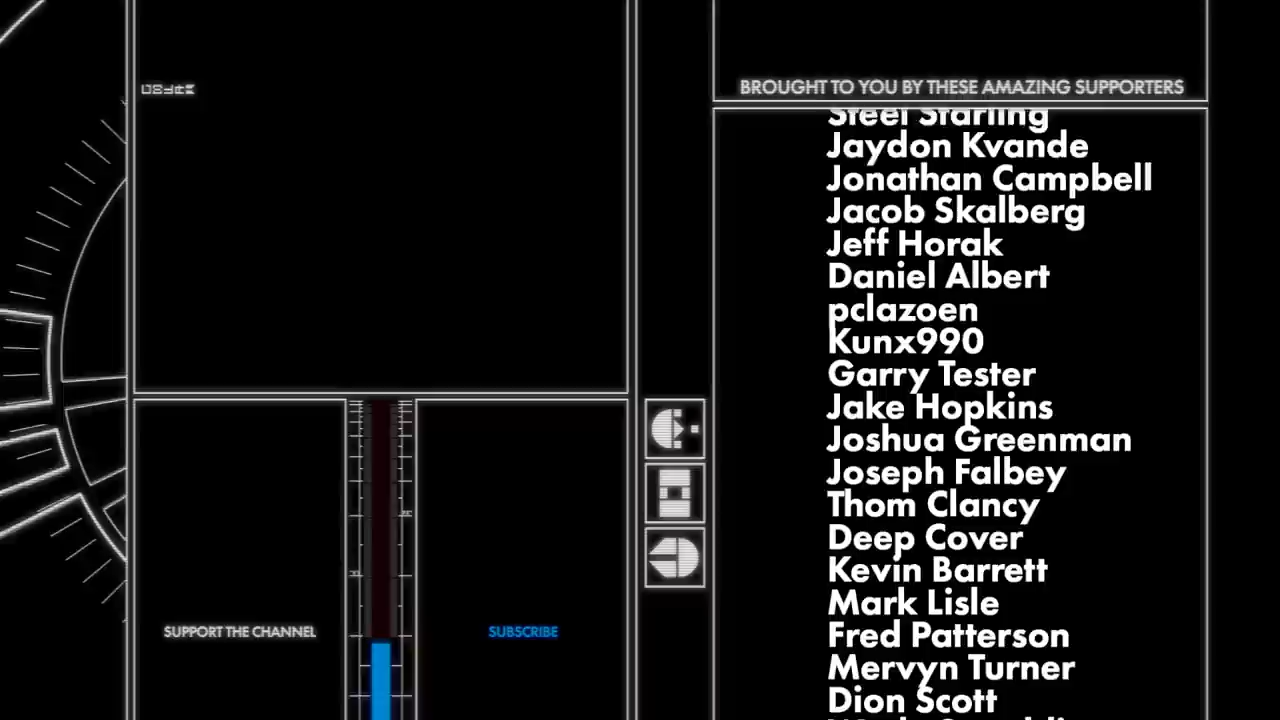 BROUGHT TO YOU BY THESE AMAZING SUPPORTERS
Steel Starling
Jaydon Kvande
Jonathan Campbell
Jacob Skalberg
Jeff Horak
Daniel Albert
pclazoen
Kunx990
Garry Tester
Jake Hopkins
Joshua Greenman
Joseph Falbey
Thom Clancy
Deep Cover
Kevin Barrett
Mark Lisle
Fred Patterson
Mervyn Turner
Dion Scott
SUPPORT THE CHANNEL
SUBSCRIBE